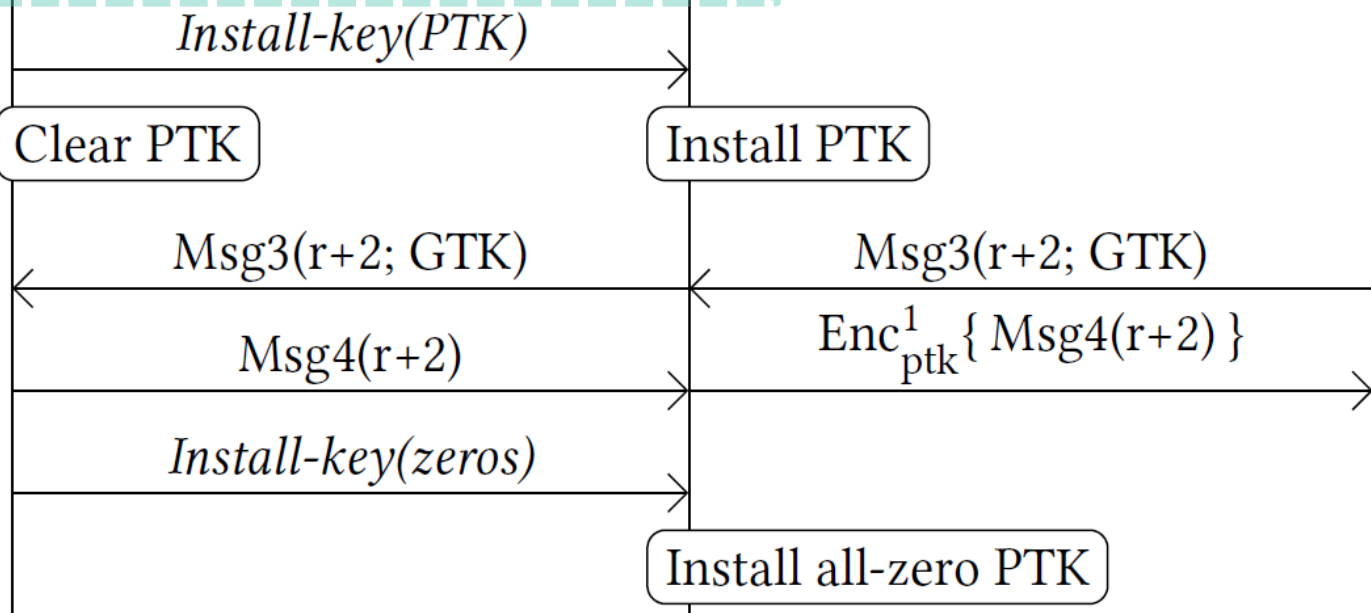 Install-key(PTK)
Clear PTK
Install PTK
Msg3(r+2; GTK)
Msg3(r+2; GTK)
Msg4(r+2)
Enc¹ₚₜₖ{ Msg4(r+2) }
Install-key(zeros)
Install all-zero PTK